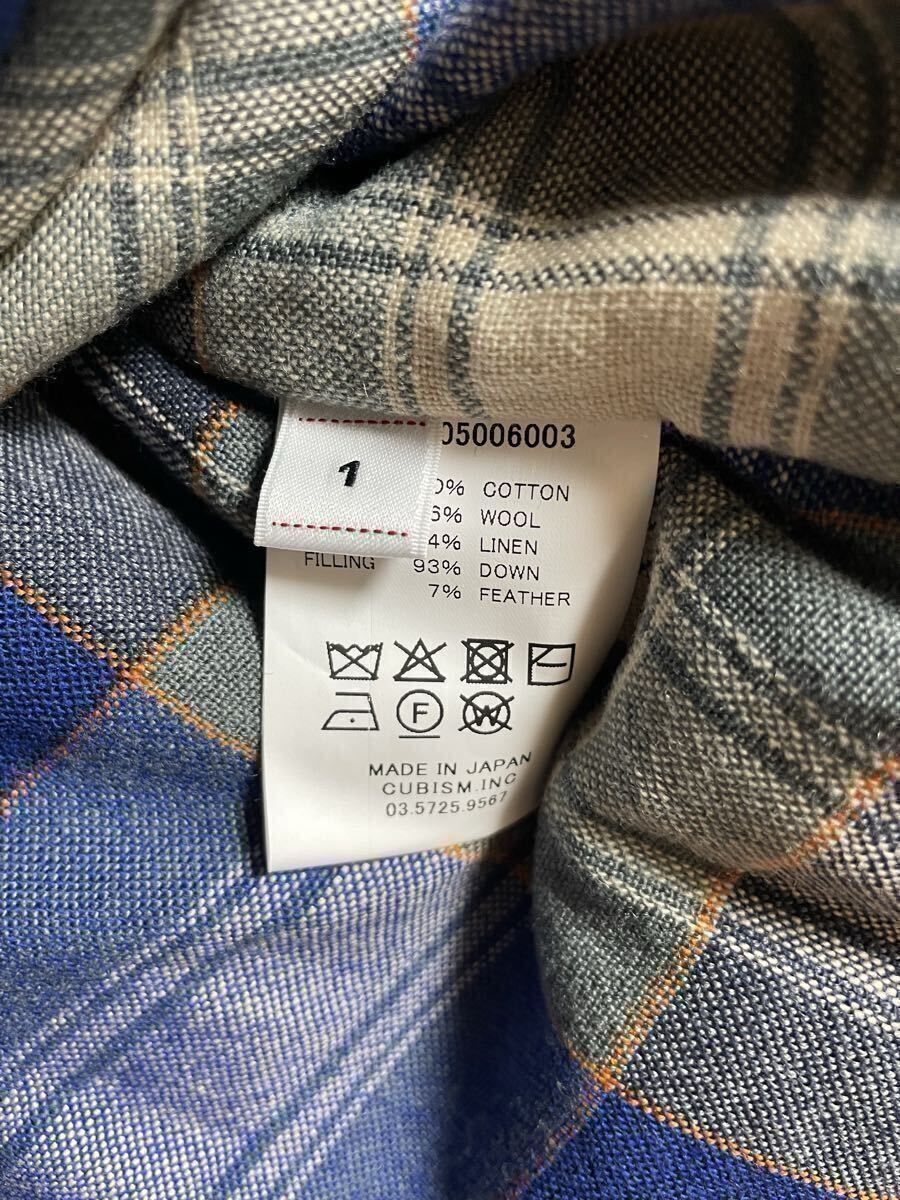 1
05006003
0% COTTON
6% WOOL
4% LINEN
FILLING 93% DOWN
7% FEATHER
F
W
MADE IN JAPAN
CUBISM.INC
03.5725.9567